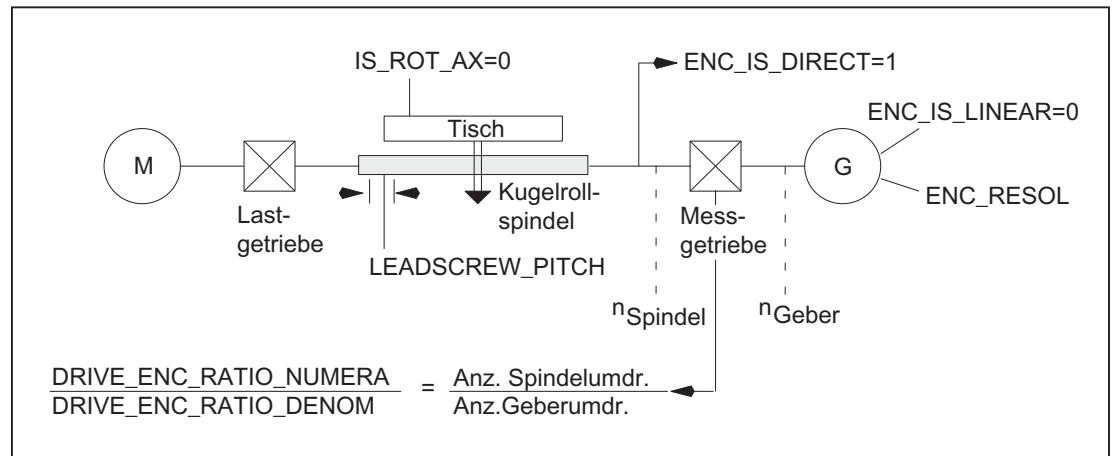 IS_ROT_AX=0
ENC_IS_DIRECT=1
Tisch
ENC_IS_LINEAR=0
M
G
Kugelroll-
spindel
Last-
getriebe
Mess-
getriebe
ENC_RESOL
LEADSCREW_PITCH
nSpindel
nGeber
DRIVE_ENC_RATIO_NUMERA = Anz. Spindelumdr.
DRIVE_ENC_RATIO_DENOM Anz.Geberumdr.